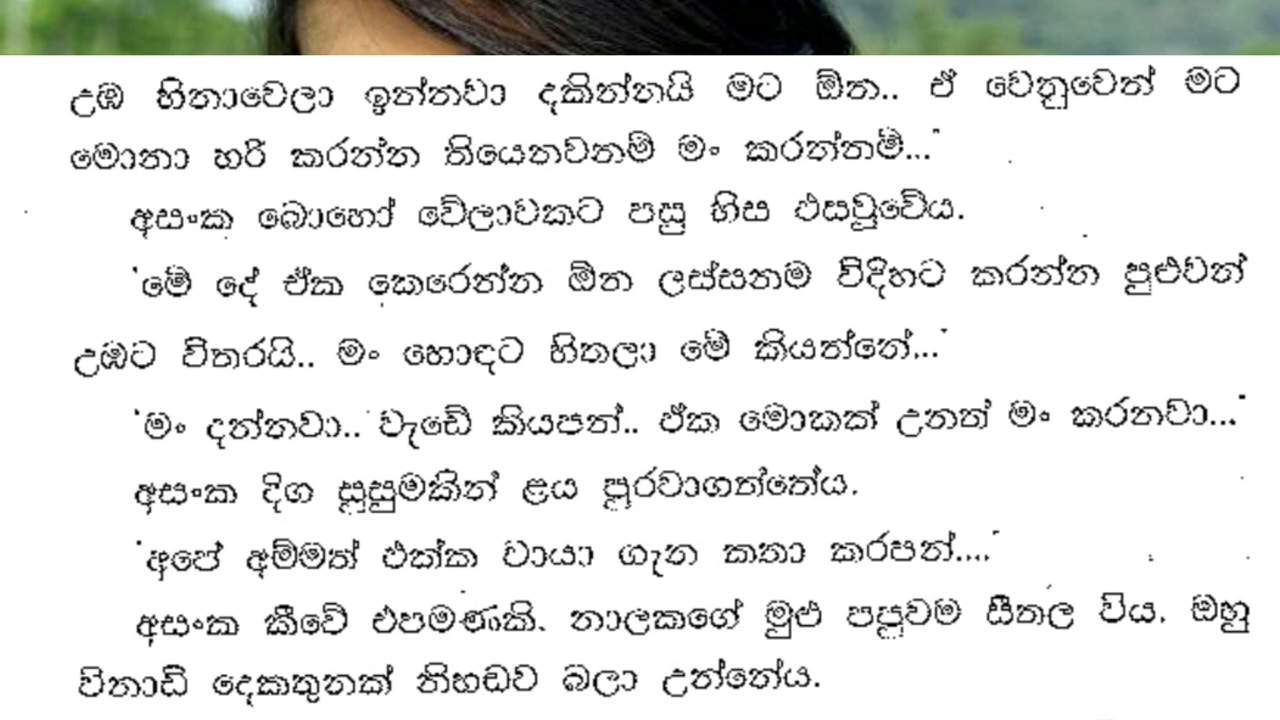 උඹ හිනාවෙලා ඉන්නවා දකින්නයි මට ඕන.. ඒ වෙනුවෙන් මට
මොනා හරි කරන්න තියෙනවනම් මං කරන්නම්..."
අසංක බොහෝ වේලාවකට පසු හිස එසවූවේය.
'මේ දේ ඒක කෙරෙන්න ඕන ලස්සනම විදිහට කරන්න පුළුවන්
උඹට විතරයි.. මං හොඳට හිතලා මේ කියන්නේ...'
'මං දන්නවා.. වැඩේ කියපන්.. ඒක මොකක් උනත් මං කරනවා..."
අසංක දිග සුසුමකින් ළය පුරවාගත්තේය.
'අපේ අම්මත් එක්ක චායා ගැන කතා කරපන්....'
අසංක කීවේ එපමණකි. නාලකගේ මුළු පපුවම සීතල විය. ඔහු
විනාඩි දෙකතුනක් නිහඬව බලා උන්නේය.